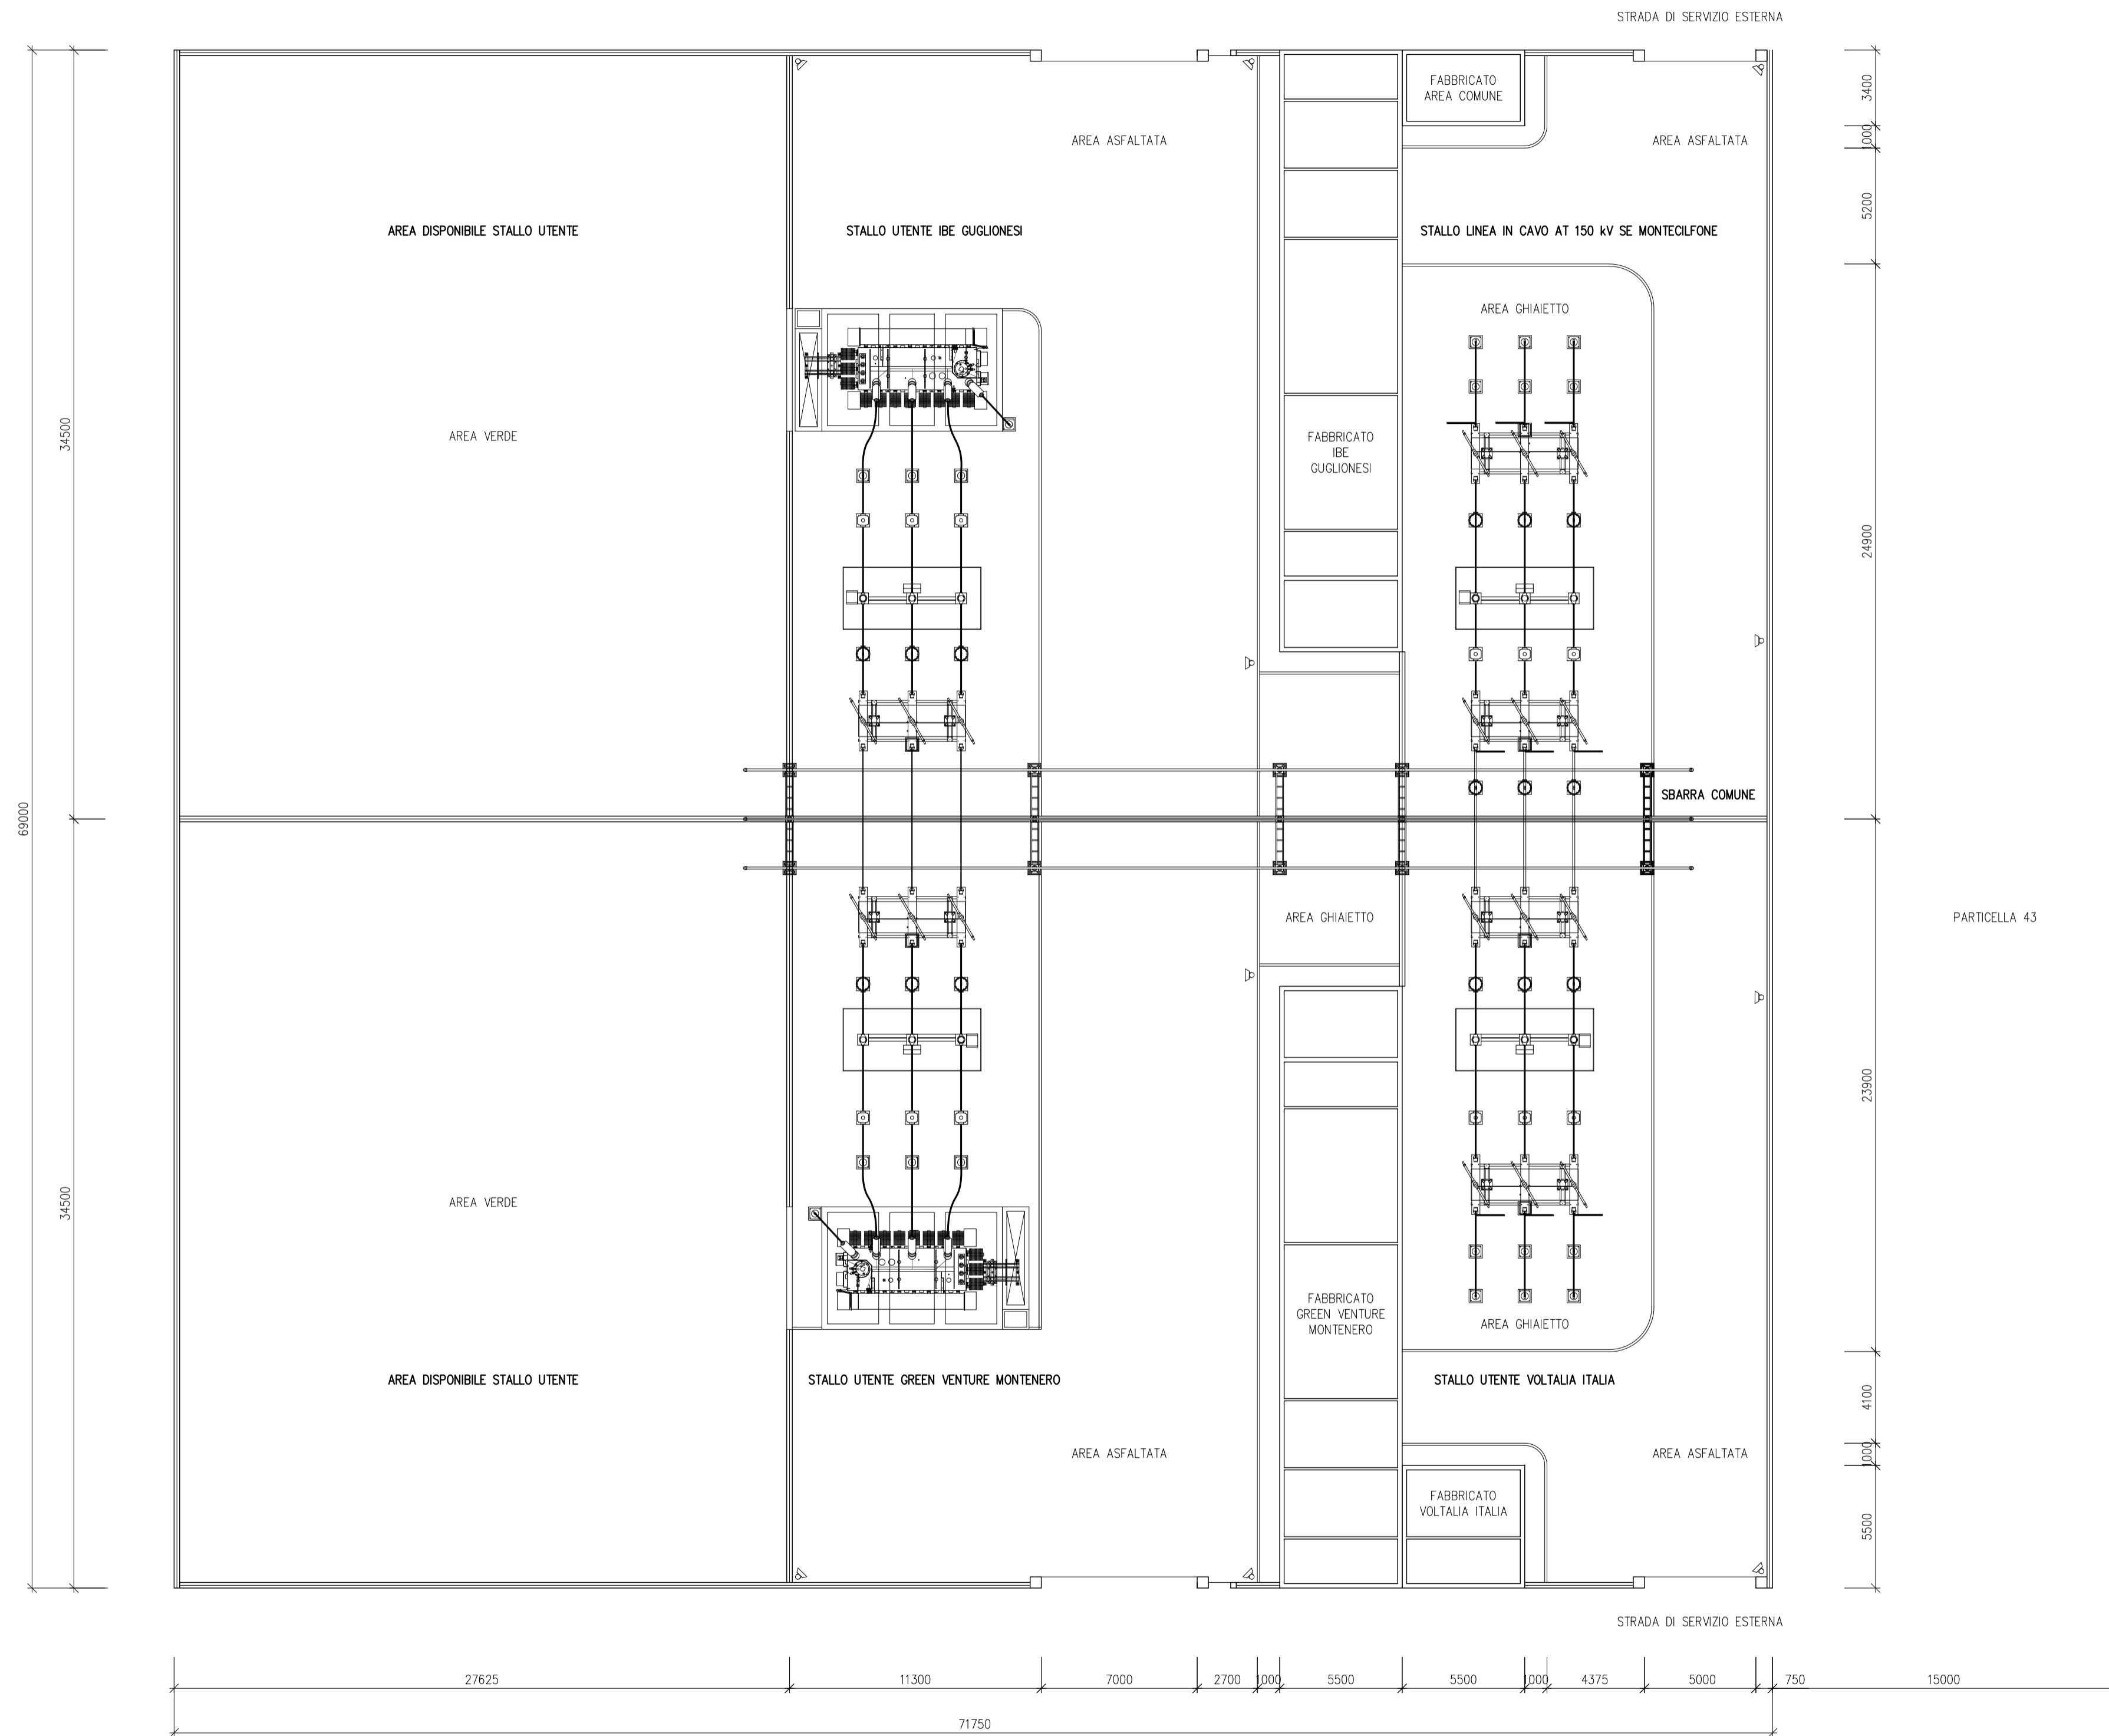 STRADA DI SERVIZIO ESTERNA
3400
AREA ASFALTATA
FABBRICATO
AREA COMUNE
AREA ASFALTATA
1000
5200
AREA DISPONIBILE STALLO UTENTE
STALLO UTENTE IBE GUGLIONESI
STALLO LINEA IN CAVO AT 150 kV SE MONTECILFONE
AREA GHIAIETTO
34500
AREA VERDE
FABBRICATO
IBE
GUGLIONESI
24900
SBARRA COMUNE
69000
AREA GHIAIETTO
PARTICELLA 43
23900
34500
AREA VERDE
FABBRICATO
GREEN VENTURE
MONTENERO
AREA GHIAIETTO
AREA DISPONIBILE STALLO UTENTE
STALLO UTENTE GREEN VENTURE MONTENERO
STALLO UTENTE VOLTALIA ITALIA
4100
AREA ASFALTATA
AREA ASFALTATA
1000
FABBRICATO
VOLTALIA ITALIA
5500
STRADA DI SERVIZIO ESTERNA
27625 11300 7000 2700 1000 5500 5500 1000 4375 5000 750 15000
71750